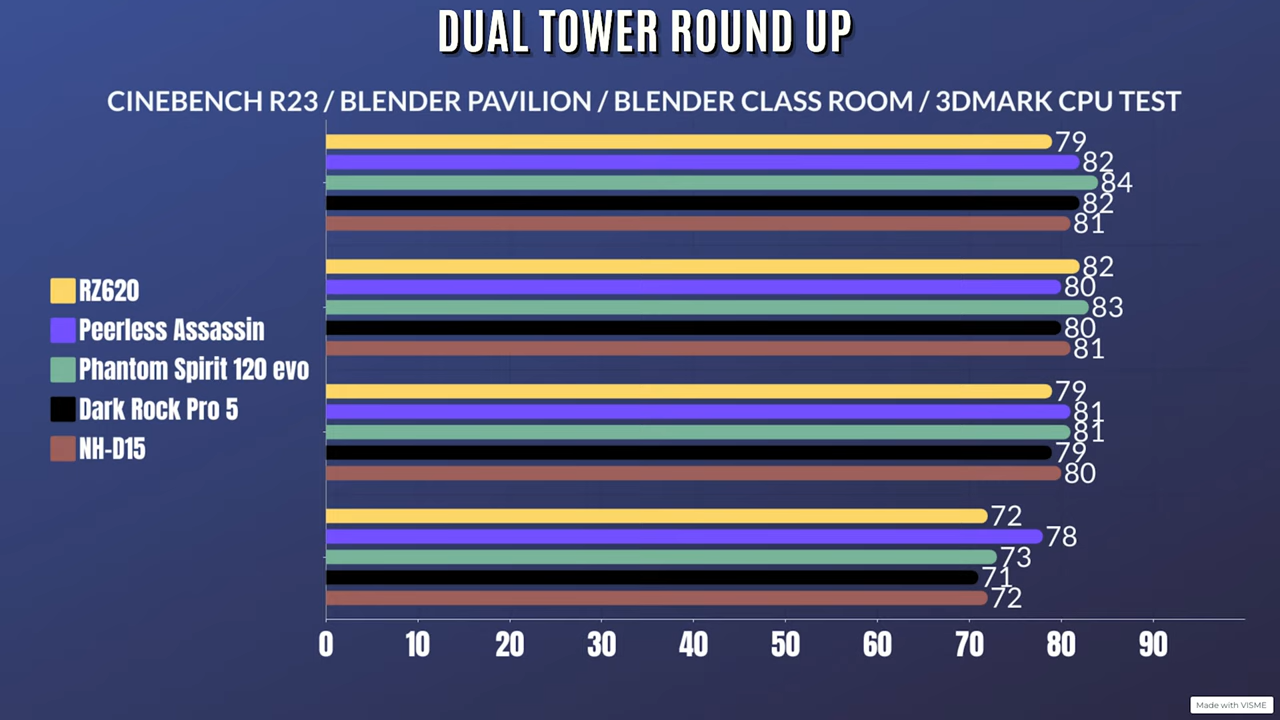 DUAL TOWER ROUND UP
CINEBENCH R23 / BLENDER PAVILION / BLENDER CLASS ROOM / 3DMARK CPU TEST
79
82
84
82
81
82
80
83
80
81
79
81
81
79
80
72
78
73
71
72
RZ620
Peerless Assassin
Phantom Spirit 120 evo
Dark Rock Pro 5
NH-D15
0 10 20 30 40 50 60 70 80 90
Made with VISME